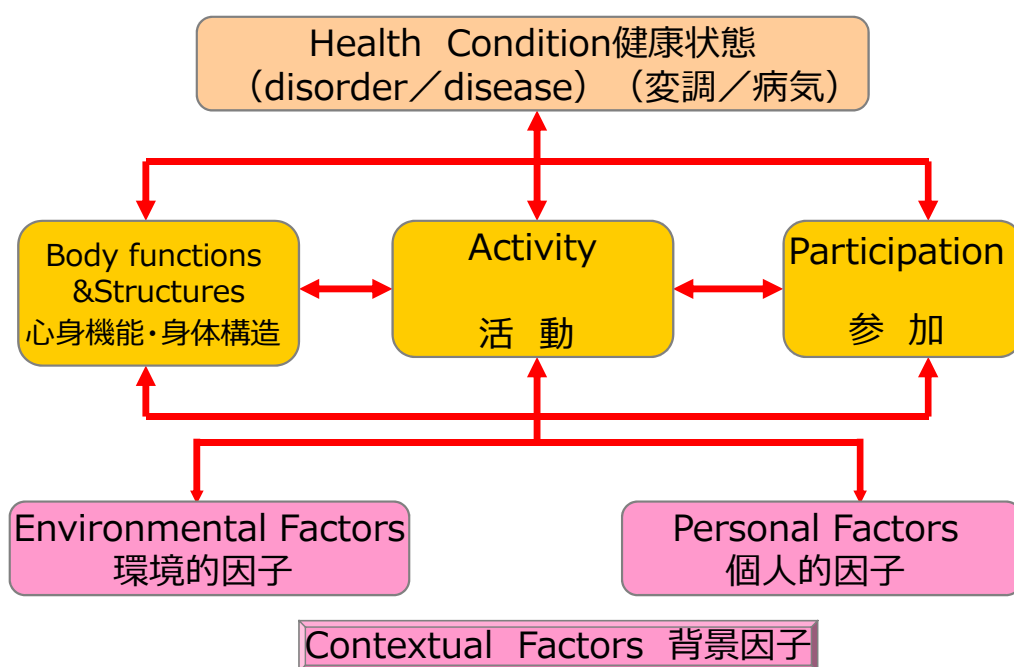 Health Condition健康状態
（disorder／disease）（変調／病気）
Body functions
&Structures
心身機能・身体構造
Activity
活 動
Participation
参 加
Environmental Factors
環境的因子
Personal Factors
個人的因子
Contextual Factors 背景因子